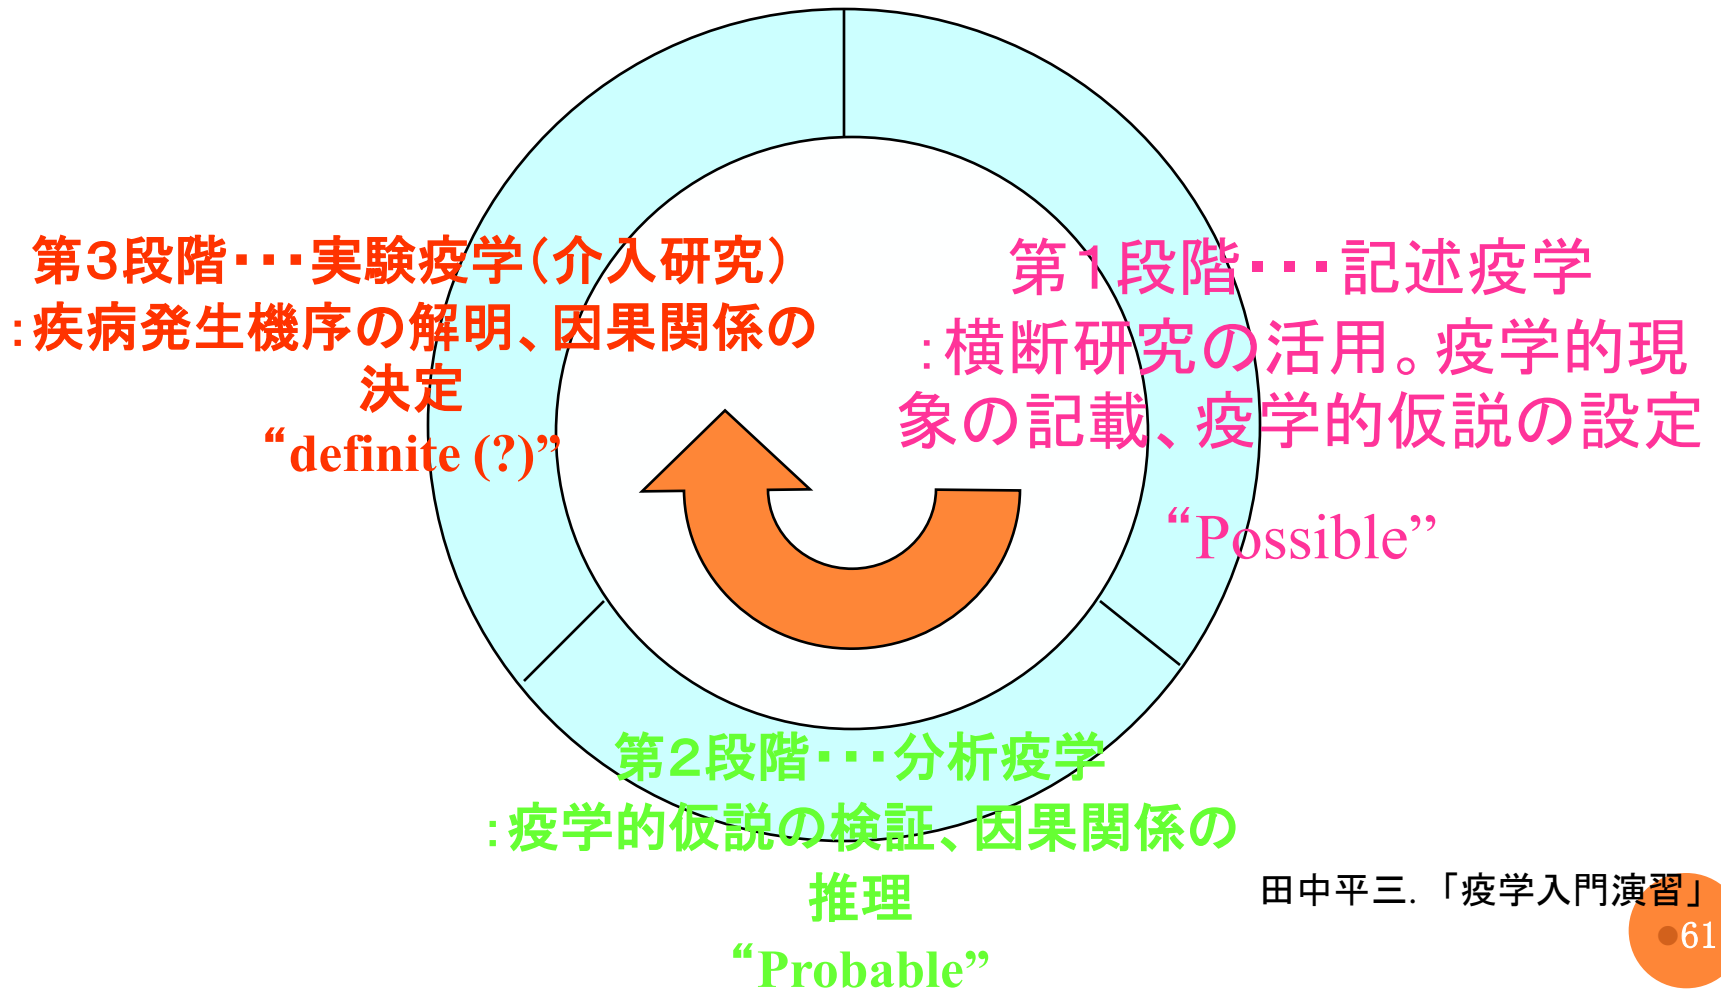 第３段階･･･実験疫学（介入研究）
:疾病発生機序の解明、因果関係の
決定
“definite (?)”
第１段階･･･記述疫学
:横断研究の活用。疫学的現
象の記載、疫学的仮説の設定
“Possible”
第２段階･･･分析疫学
:疫学的仮説の検証、因果関係の
推理
“Probable”
田中平三.「疫学入門演習」
61